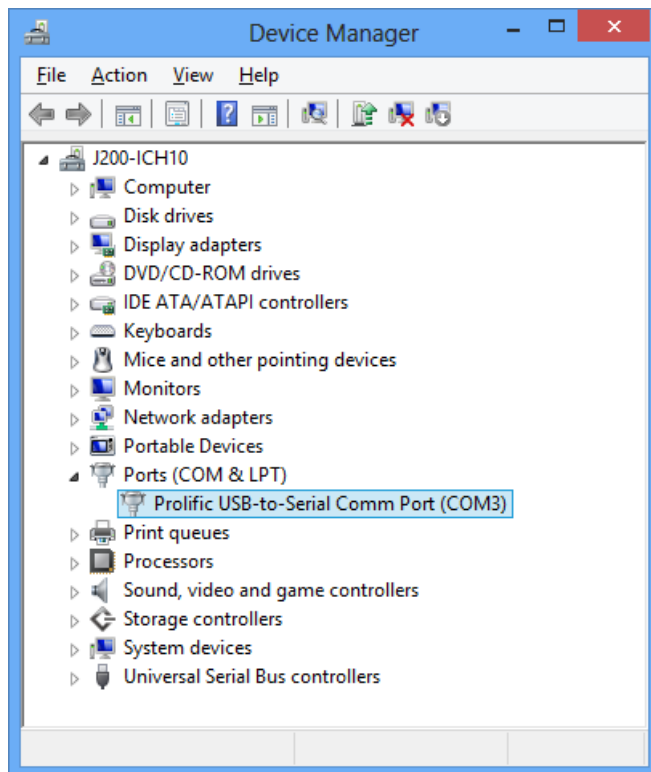 Device Manager
File Action View Help
J200-ICH10
Computer
Disk drives
Display adapters
DVD/CD-ROM drives
IDE ATA/ATAPI controllers
Keyboards
Mice and other pointing devices
Monitors
Network adapters
Portable Devices
Ports (COM & LPT)
Prolific USB-to-Serial Comm Port (COM3)
Print queues
Processors
Sound, video and game controllers
Storage controllers
System devices
Universal Serial Bus controllers